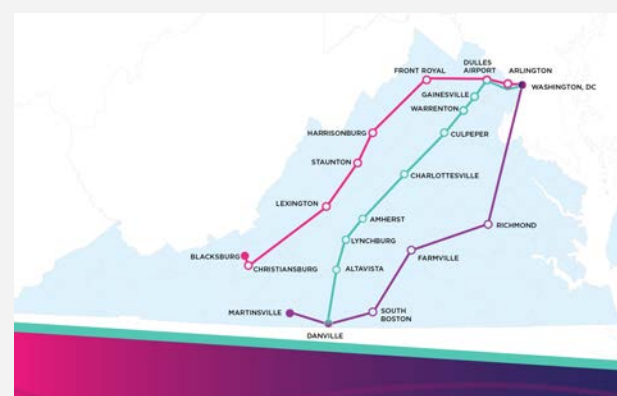 DULLES
AIRPORT
ARLINGTON
FRONT ROYAL
WASHINGTON, DC
GAINESVILLE
WARRENTON
HARRISONBURG
CULPEPER
STAUNTON
CHARLOTTESVILLE
LEXINGTON
AMHERST
RICHMOND
LYNCHBURG
BLACKSBURG
FARMVILLE
CHRISTIANSBURG
ALTAVISTA
MARTINSVILLE
SOUTH
BOSTON
DANVILLE